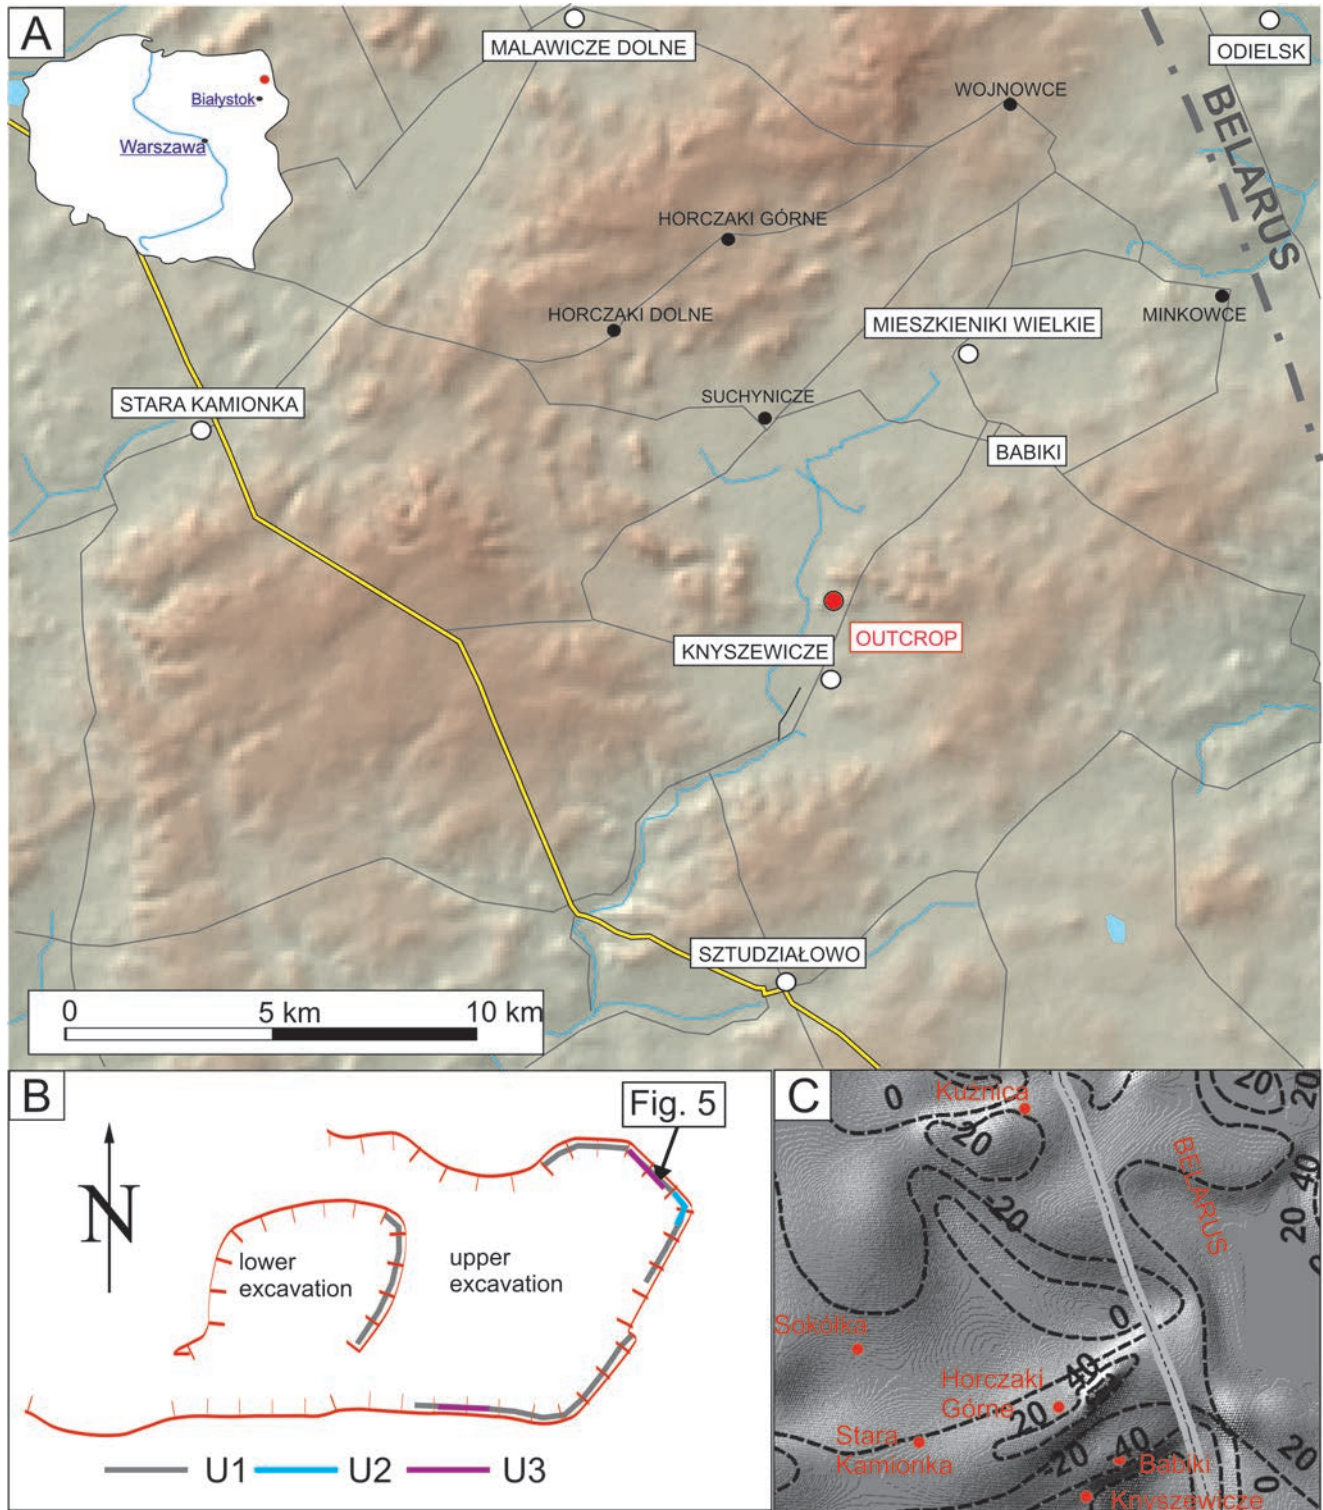 A
MALAWICZE DOLNE
ODIELSK
Białystok
Warszawa
WOJNOWCE
BELARUS
HORCZAKI GÓRNE
HORCZAKI DOLNE
MIESZKIENIKI WIELKIE
MINKOWCE
STARA KAMIONKA
SUCHYNICZE
BABIKI
KNYSZEWICZE
OUTCROP
SZTUDZIAŁOWO
0 5 km 10 km
B
N
Fig. 5
lower
excavation
upper
excavation
U1 U2 U3
C
Kuźnica
0
20
20
20
40
20
0
BELARUS
-20
0
Sokółka
40
Horczaki
Górne
20
Stara
Kamionka
-20
40
Babiki
Knyszewicze
0
20